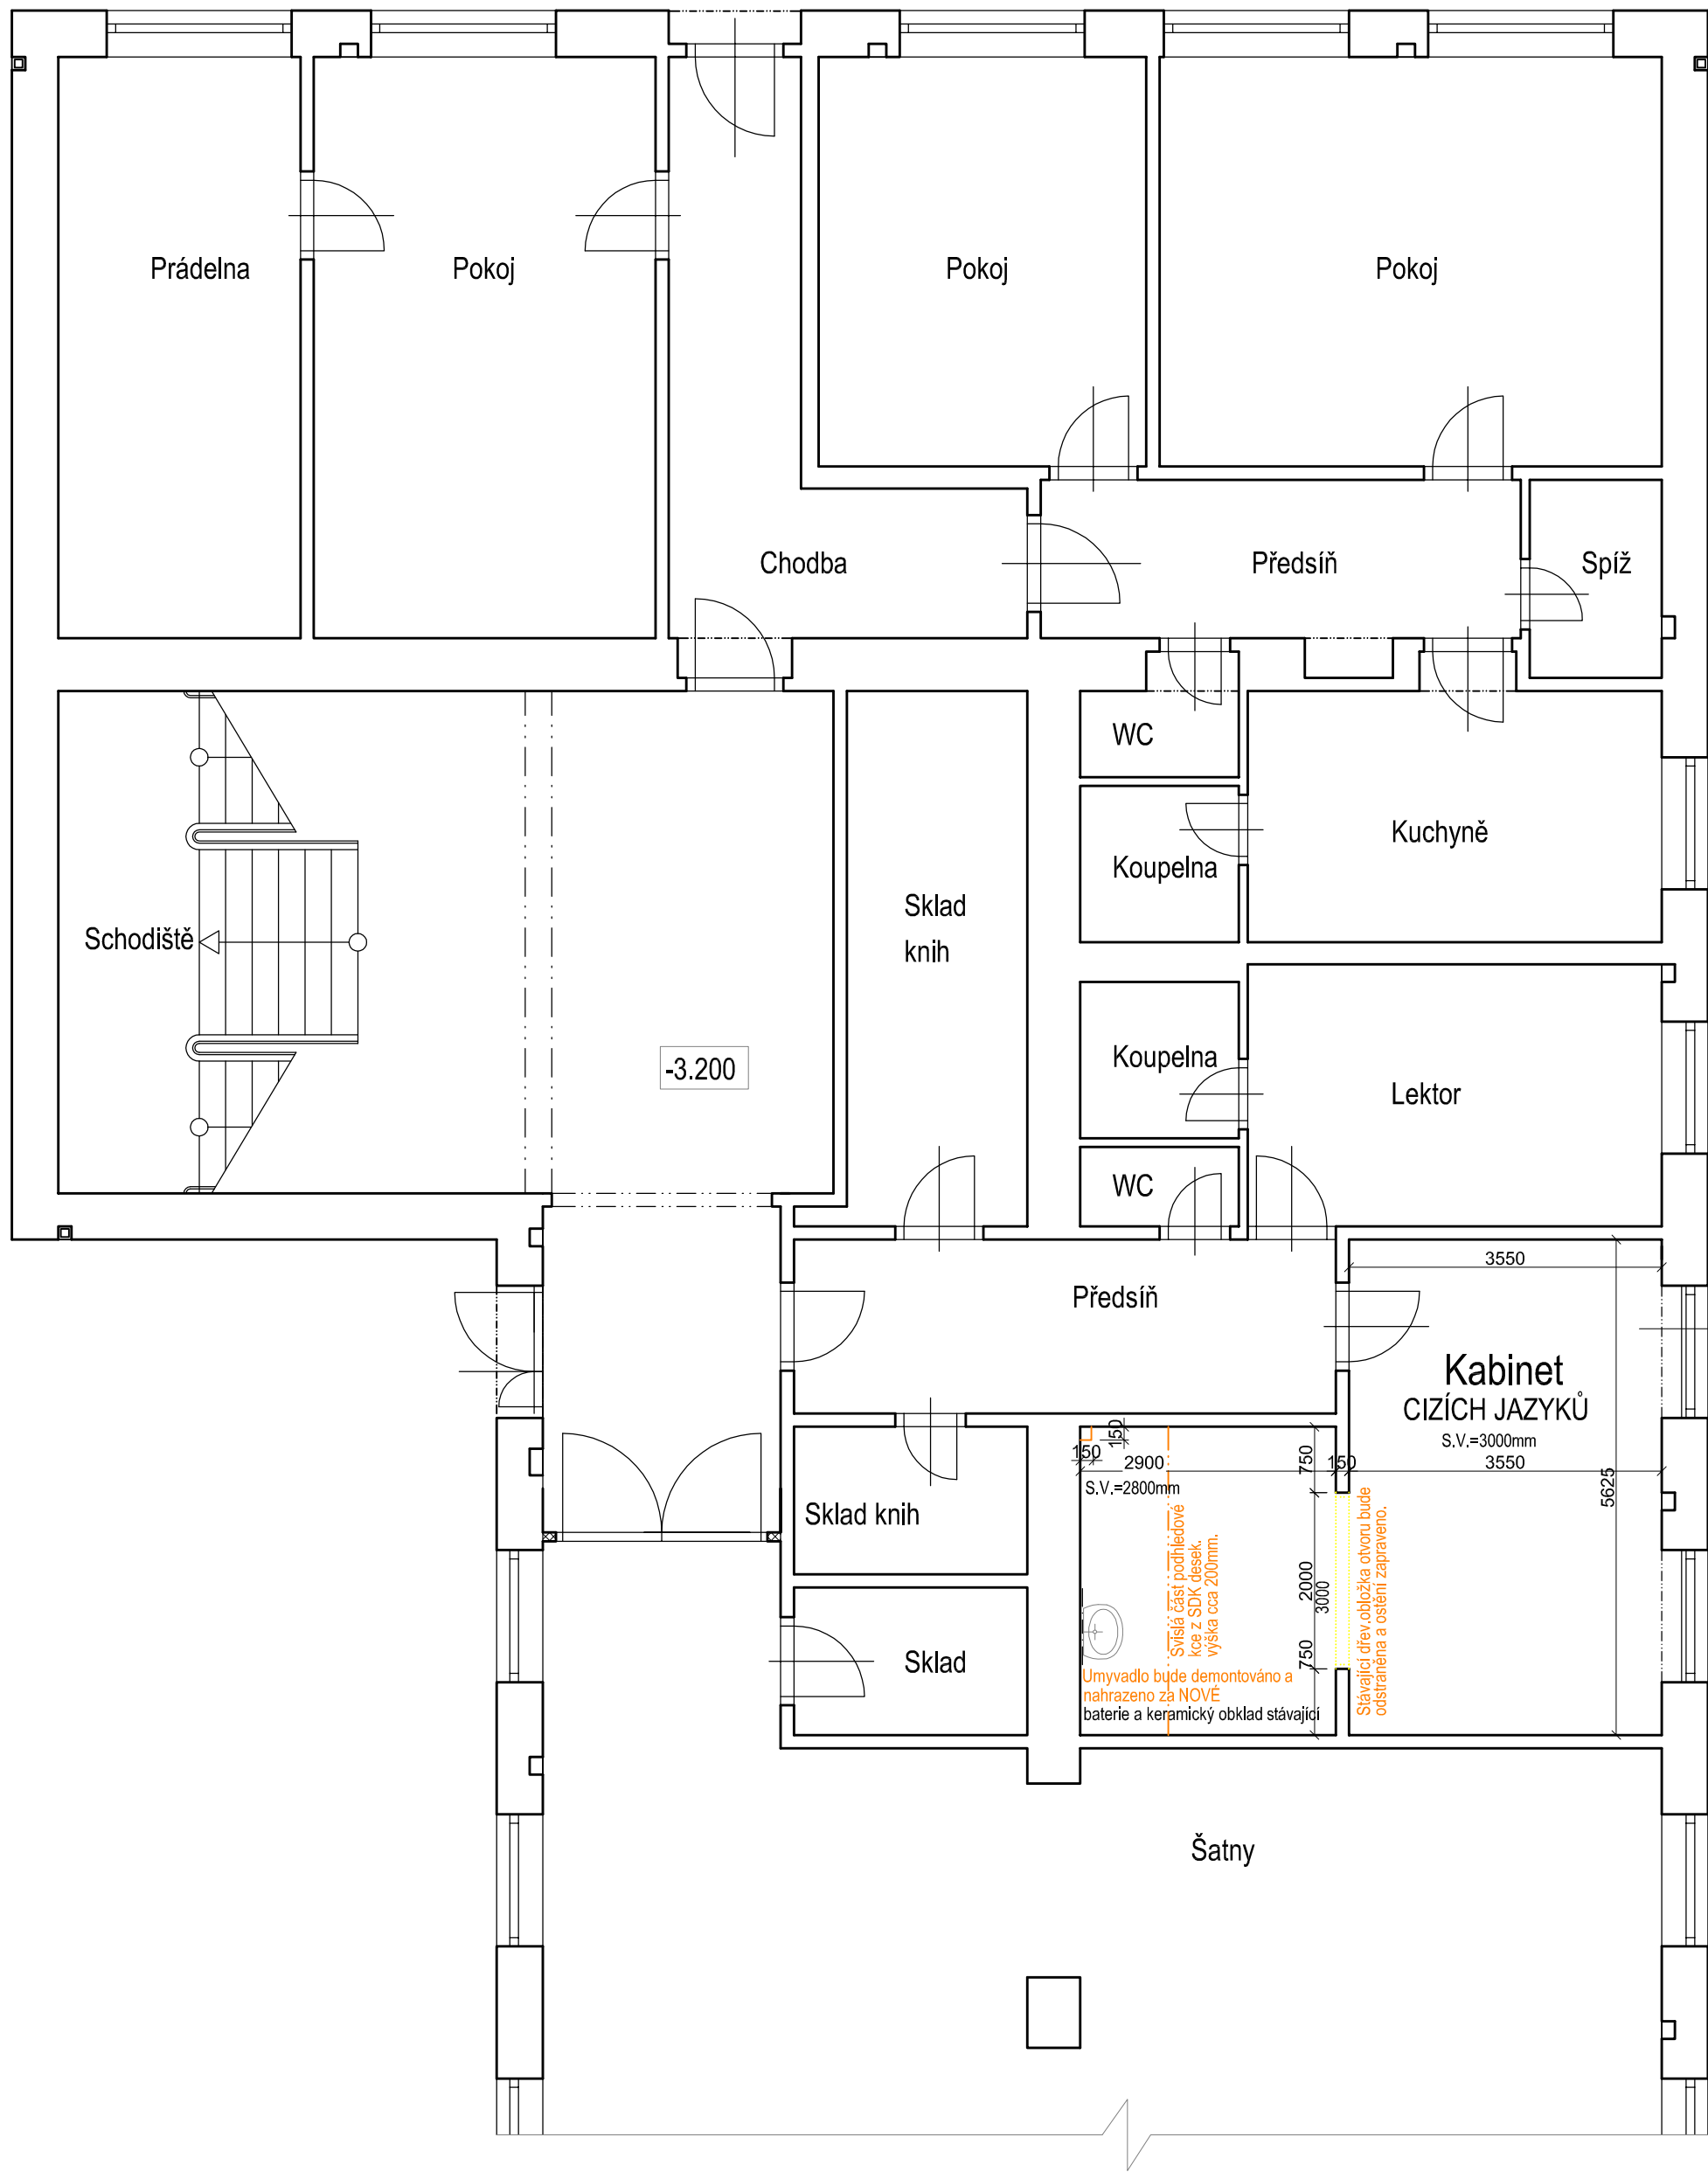 Prádelna
Pokoj
Pokoj
Pokoj
Chodba
Předsíň
Spíž
WC
Koupelna
Kuchyně
Sklad
knih
Schodiště
-3.200
Koupelna
Lektor
WC
Předsíň
3550
Kabinet
CIZÍCH JAZYKŮ
S.V.=3000mm
150
150
2900
750
150
3550
5625
S.V.=2800mm
Sklad knih
Svislá část podhledové
kce z SDK desek.
výška cca 200mm.
2000
3000
750
Stávající dřev.obložka otvoru bude
odstraněna a ostění zapraveno.
Sklad
Umyvadlo bude demontováno a
nahrazeno za NOVÉ
baterie a keramický obklad stávající
Šatny